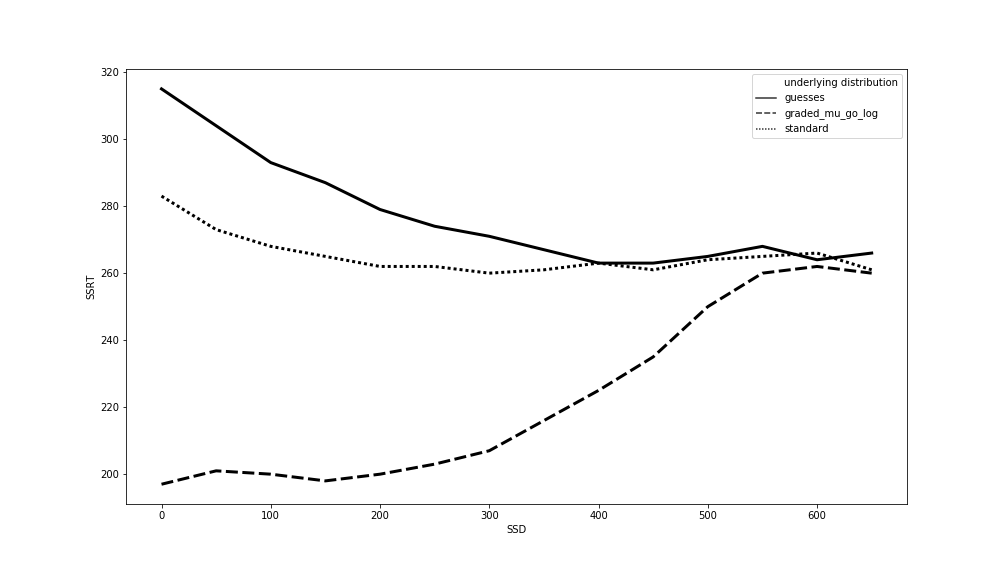 320
300
280
260
240
220
200
SSRT
0 100 200 300 400 500 600
SSD
underlying distribution
guesses
graded_mu_go_log
standard